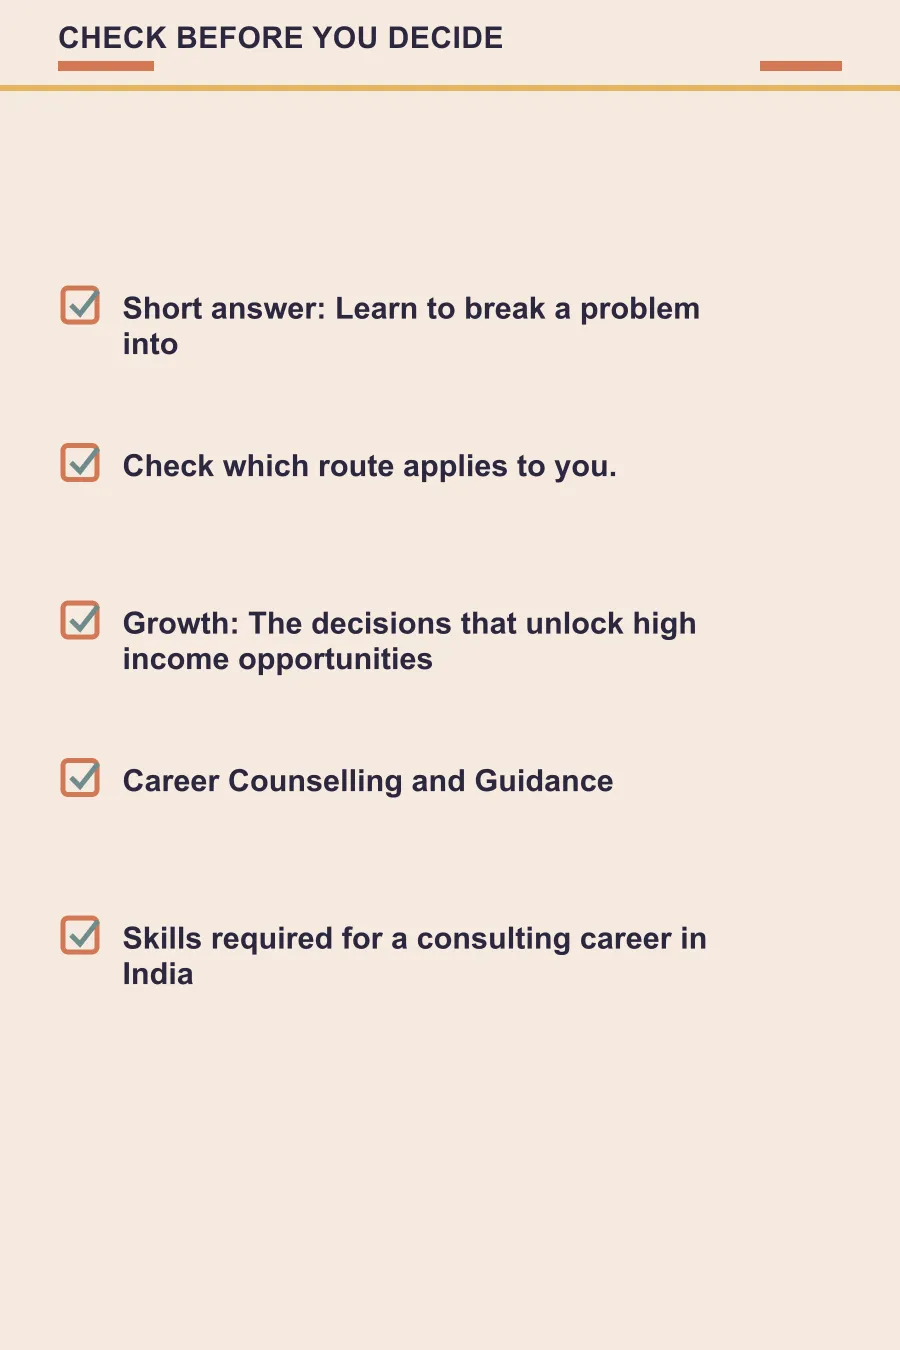 CHECK BEFORE YOU DECIDE
Short answer: Learn to break a problem
into
Check which route applies to you.
Growth: The decisions that unlock high
income opportunities
Career Counselling and Guidance
Skills required for a consulting career in
India